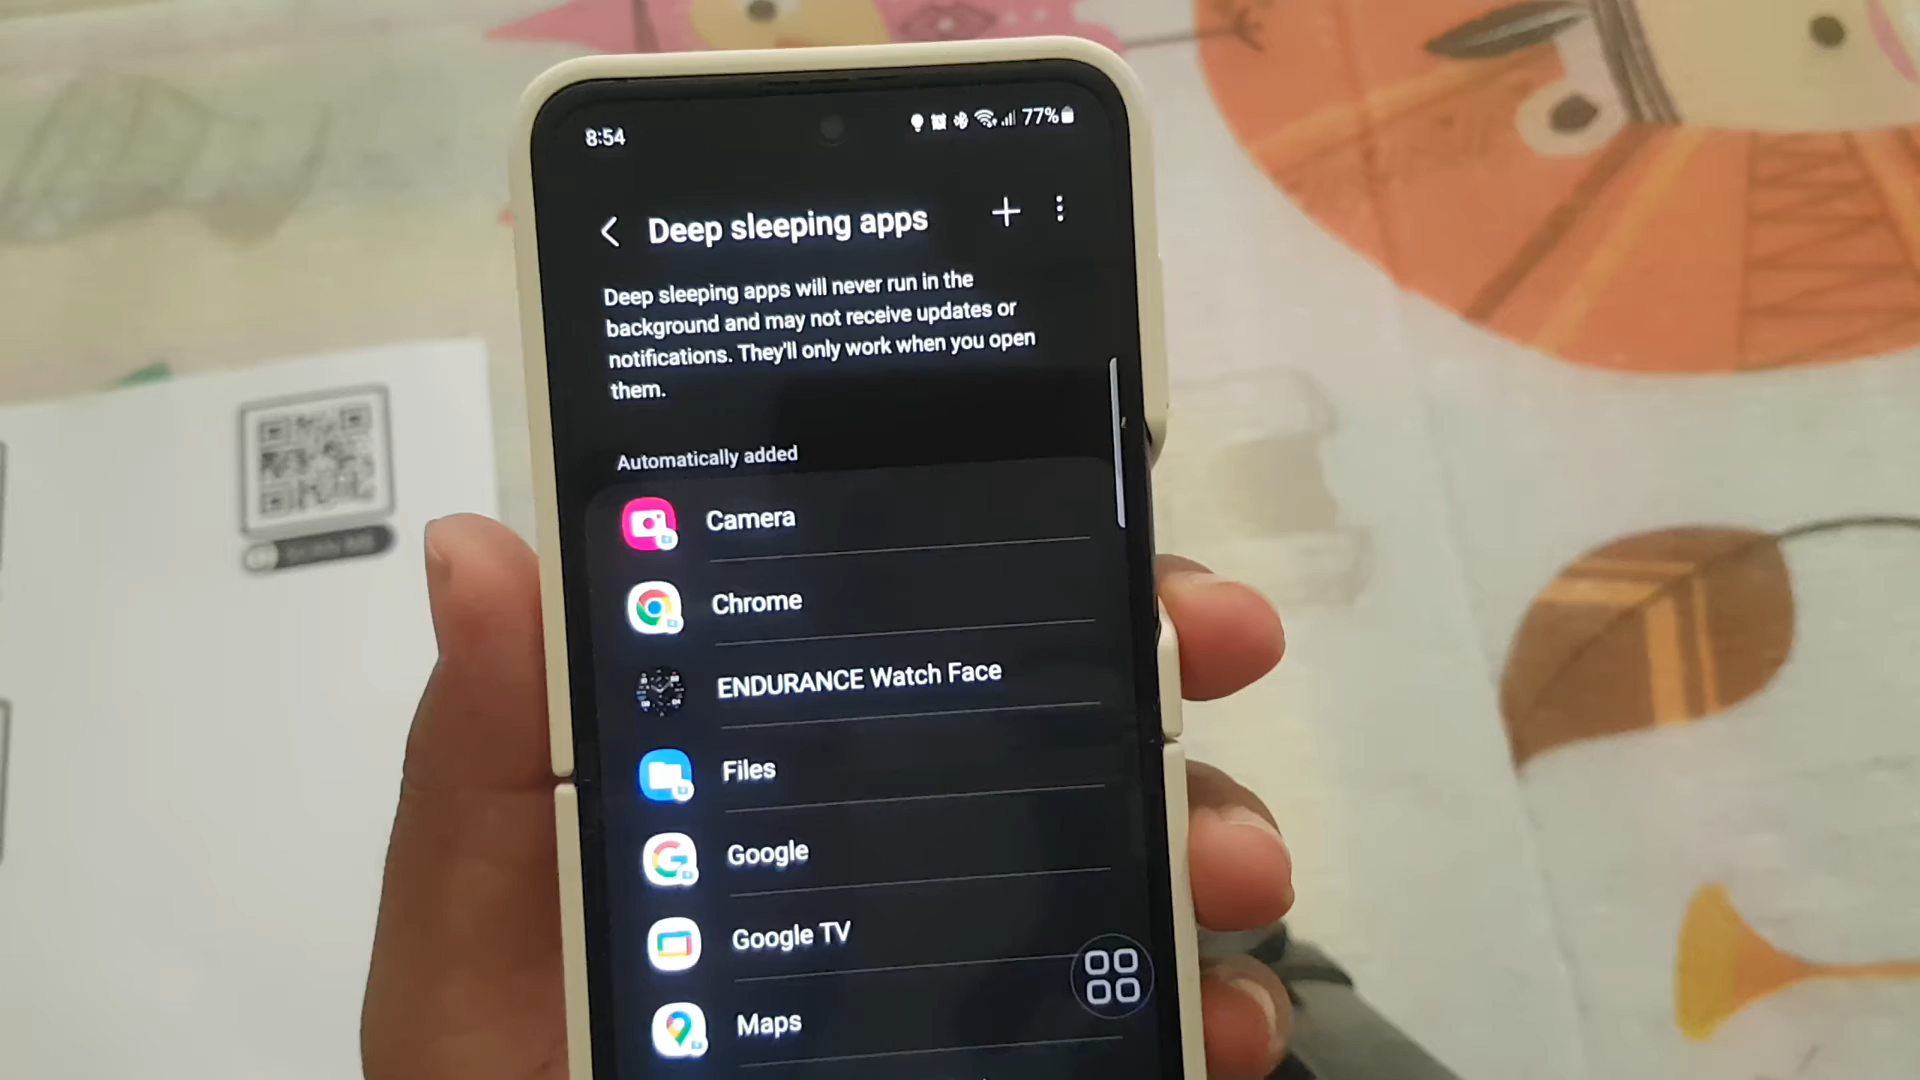 8:54
77%
Deep sleeping apps
Deep sleeping apps will never run in the
background and may not receive updates or
notifications. They'll only work when you open
them.
Automatically added
Camera
Chrome
ENDURANCE Watch Face
Files
Google
Google TV
Maps